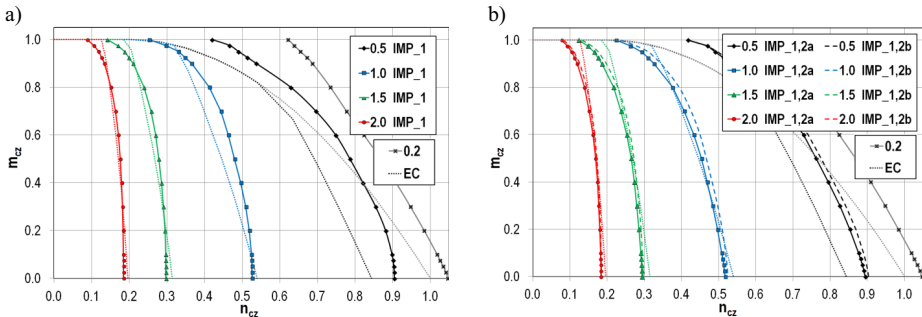 a)
1.0
0.8
0.6
0.4
0.2
0.0
m_cz
0.0 0.1 0.2 0.3 0.4 0.5 0.6 0.7 0.8 0.9 1.0
n_cz
0.5 IMP_1
1.0 IMP_1
1.5 IMP_1
2.0 IMP_1
0.2
EC
b)
1.0
0.8
0.6
0.4
0.2
0.0
m_cz
0.0 0.1 0.2 0.3 0.4 0.5 0.6 0.7 0.8 0.9 1.0
n_cz
0.5 IMP_1,2a 0.5 IMP_1,2b
1.0 IMP_1,2a 1.0 IMP_1,2b
1.5 IMP_1,2a 1.5 IMP_1,2b
2.0 IMP_1,2a 2.0 IMP_1,2b
0.2
EC